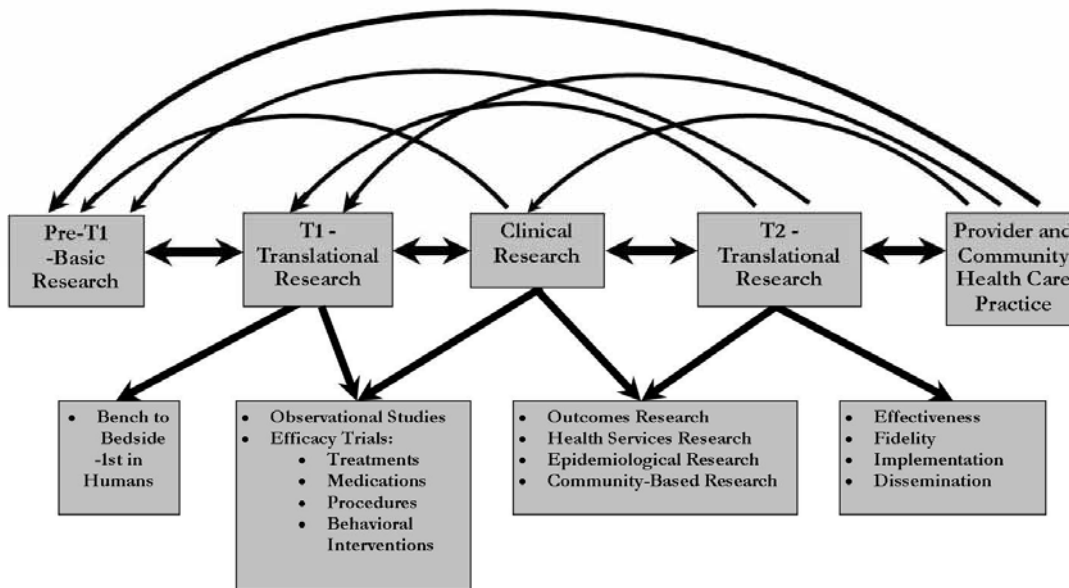 Pre-T1
-Basic
Research
T1 -
Translational
Research
Clinical
Research
T2 -
Translational
Research
Provider and
Community
Health Care
Practice
• Bench to
Bedside
-1st in
Humans
• Observational Studies
• Efficacy Trials:
• Treatments
• Medications
• Procedures
• Behavioral
Interventions
• Outcomes Research
• Health Services Research
• Epidemiological Research
• Community-Based Research
• Effectiveness
• Fidelity
• Implementation
• Dissemination